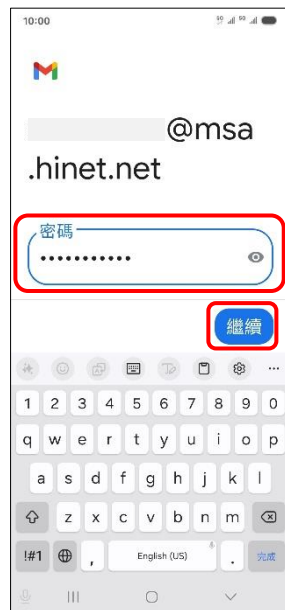 10:00
@msa
.hinet.net
密碼
•••••••••••
繼續
1 2 3 4 5 6 7 8 9 0
q w e r t y u i o p
a s d f g h j k l
z x c v b n m
!#1 , English (US) . 完成